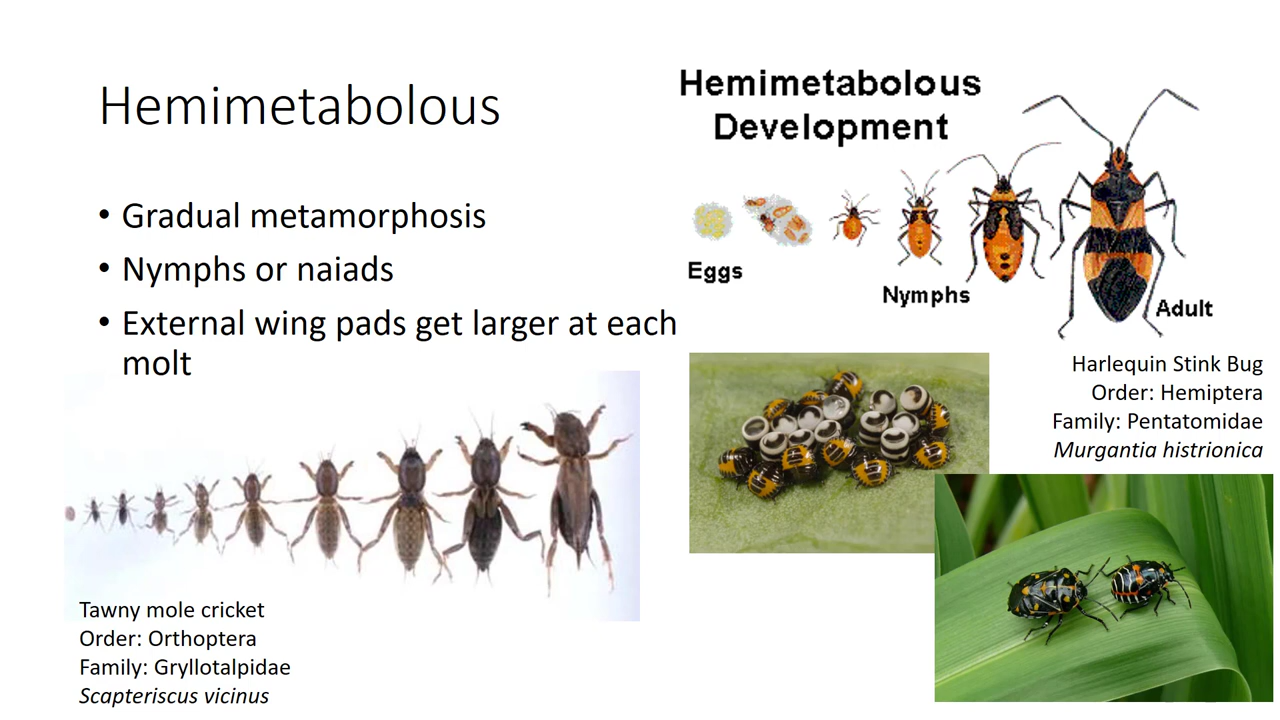 Hemimetabolous
• Gradual metamorphosis
• Nymphs or naiads
• External wing pads get larger at each
molt
Hemimetabolous
Development
Eggs
Nymphs
Adult
Harlequin Stink Bug
Order: Hemiptera
Family: Pentatomidae
Murgantia histrionica
Tawny mole cricket
Order: Orthoptera
Family: Gryllotalpidae
Scapteriscus vicinus